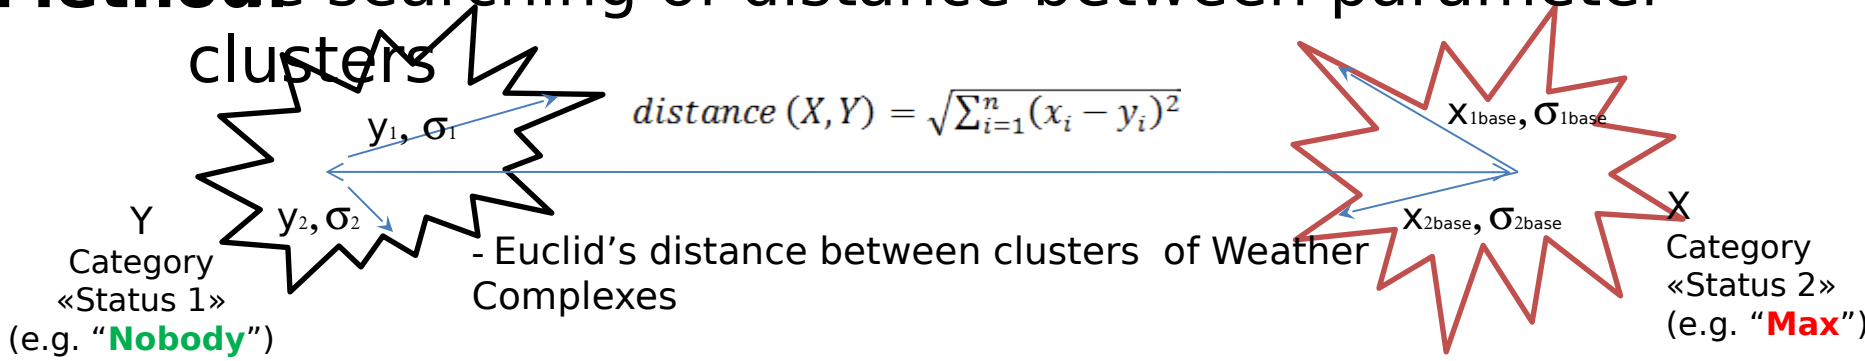 Method: searching of distance between parameter
clusters
distance (X,Y) = √∑ⁿᵢ₌₁(xᵢ − yᵢ)²
y₁, σ₁
x1base, σ1base
y₂, σ₂
x2base, σ2base
Y
Category
«Status 1»
(e.g. “Nobody”)
- Euclid’s distance between clusters of Weather
Complexes
X
Category
«Status 2»
(e.g. “Max”)